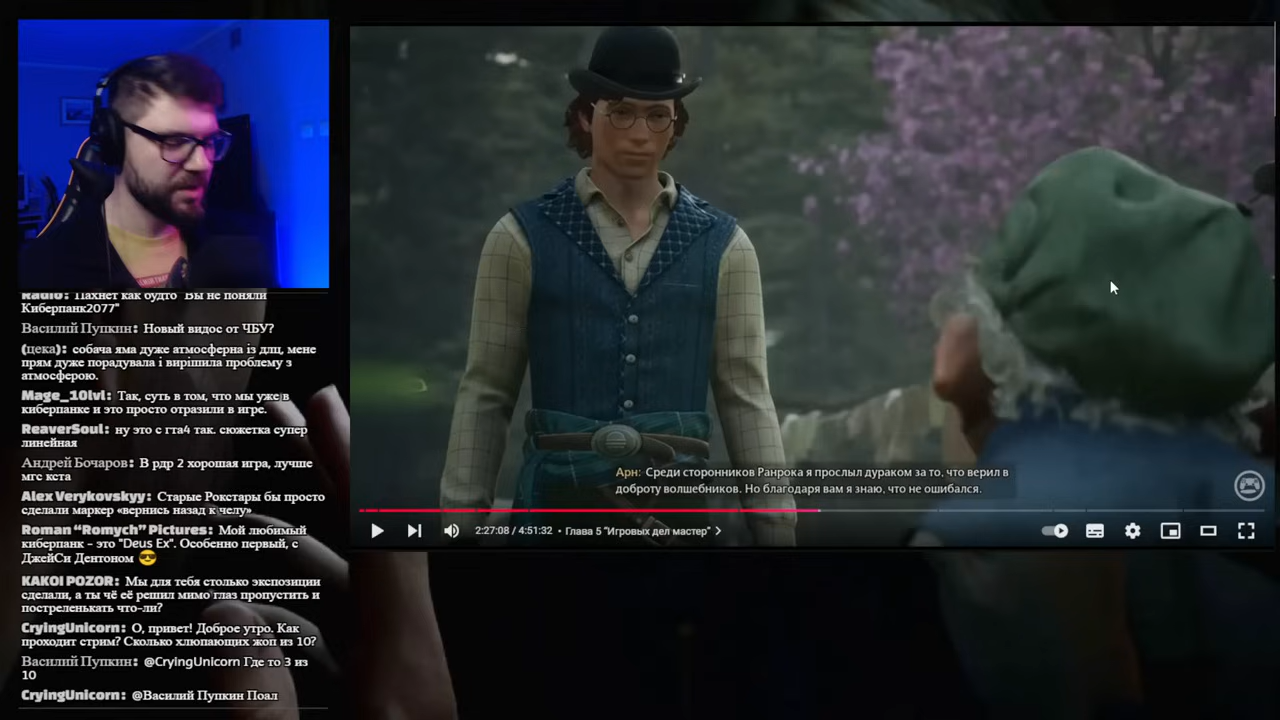 Radio: Пахнет как будто "Вы не поняли
Киберпанк2077"
Василий Пупкин: Новый видос от ЧБУ?
(цека): собача яма дуже атмосферна із длц, мене
прям дуже порадувала і вирішила проблему з
атмосферою.
Mage_10lvl: Так, суть в том, что мы уже в
киберпанке и это просто отразили в игре.
ReaverSoul: ну это с гта4 так. сюжетка супер
линейная
Андрей Бочаров: В рдр 2 хорошая игра, лучше
мгс кста
Alex Verykovskyy: Старые Рокстары бы просто
сделали маркер «вернись назад к челу»
Roman “Romych” Pictures: Мой любимый
киберпанк - это "Deus Ex". Особенно первый, с
ДжейСи Дентоном 😎
KAKOI POZOR: Мы для тебя столько экспозиции
сделали, а ты чё её решил мимо глаз пропустить и
постреленькать что-ли?
CryingUnicorn: О, привет! Доброе утро. Как
проходит стрим? Сколько хлюпающих жоп из 10?
Василий Пупкин: @CryingUnicorn Где то 3 из
10
CryingUnicorn: @Василий Пупкин Поал
Арн: Среди сторонников Ранрока я прослыл дураком за то, что верил в
доброту волшебников. Но благодаря вам я знаю, что не ошибался.
2:27:08 / 4:51:32 • Глава 5 "Игровых дел мастер"